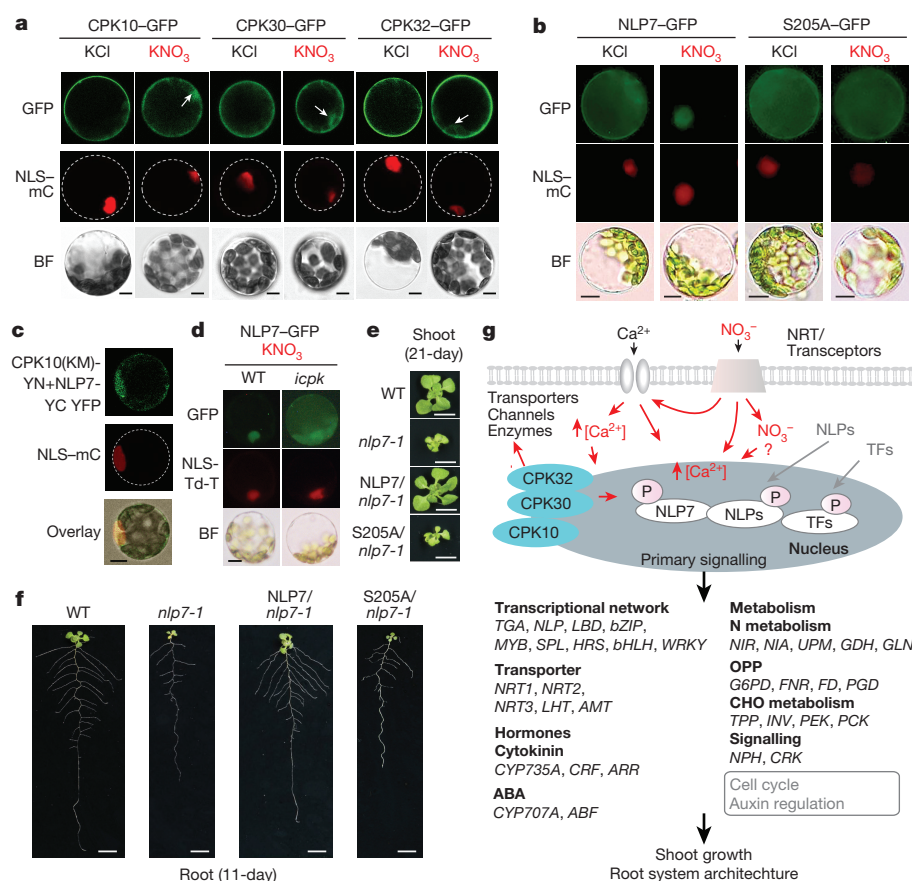 a
CPK10–GFP CPK30–GFP CPK32–GFP
KCl KNO3 KCl KNO3 KCl KNO3
GFP
NLS–
mC
BF
b
NLP7–GFP S205A–GFP
KCl KNO3 KCl KNO3
GFP
NLS–
mC
BF
c
CPK10(KM)-
YN+NLP7-
YC YFP
NLS–mC
Overlay
d
NLP7–GFP
KNO3
WT icpk
GFP
NLS-
Td-T
BF
e
Shoot
(21-day)
WT
nlp7-1
NLP7/
nlp7-1
S205A/
nlp7-1
f
WT nlp7-1 NLP7/
nlp7-1 S205A/
nlp7-1
Root (11-day)
g
Ca2+ NO3− NRT/
Transceptors
Transporters
Channels
Enzymes
[Ca2+] NO3−
?
NLPs
TFs
[Ca2+]
CPK32
CPK30
CPK10
P P P
NLP7 NLPs TFs
Nucleus
Primary signalling
Transcriptional network
TGA, NLP, LBD, bZIP,
MYB, SPL, HRS, bHLH, WRKY
Transporter
NRT1, NRT2,
NRT3, LHT, AMT
Hormones
Cytokinin
CYP735A, CRF, ARR
ABA
CYP707A, ABF
Metabolism
N metabolism
NIR, NIA, UPM, GDH, GLN
OPP
G6PD, FNR, FD, PGD
CHO metabolism
TPP, INV, PEK, PCK
Signalling
NPH, CRK
Cell cycle
Auxin regulation
Shoot growth
Root system architechture